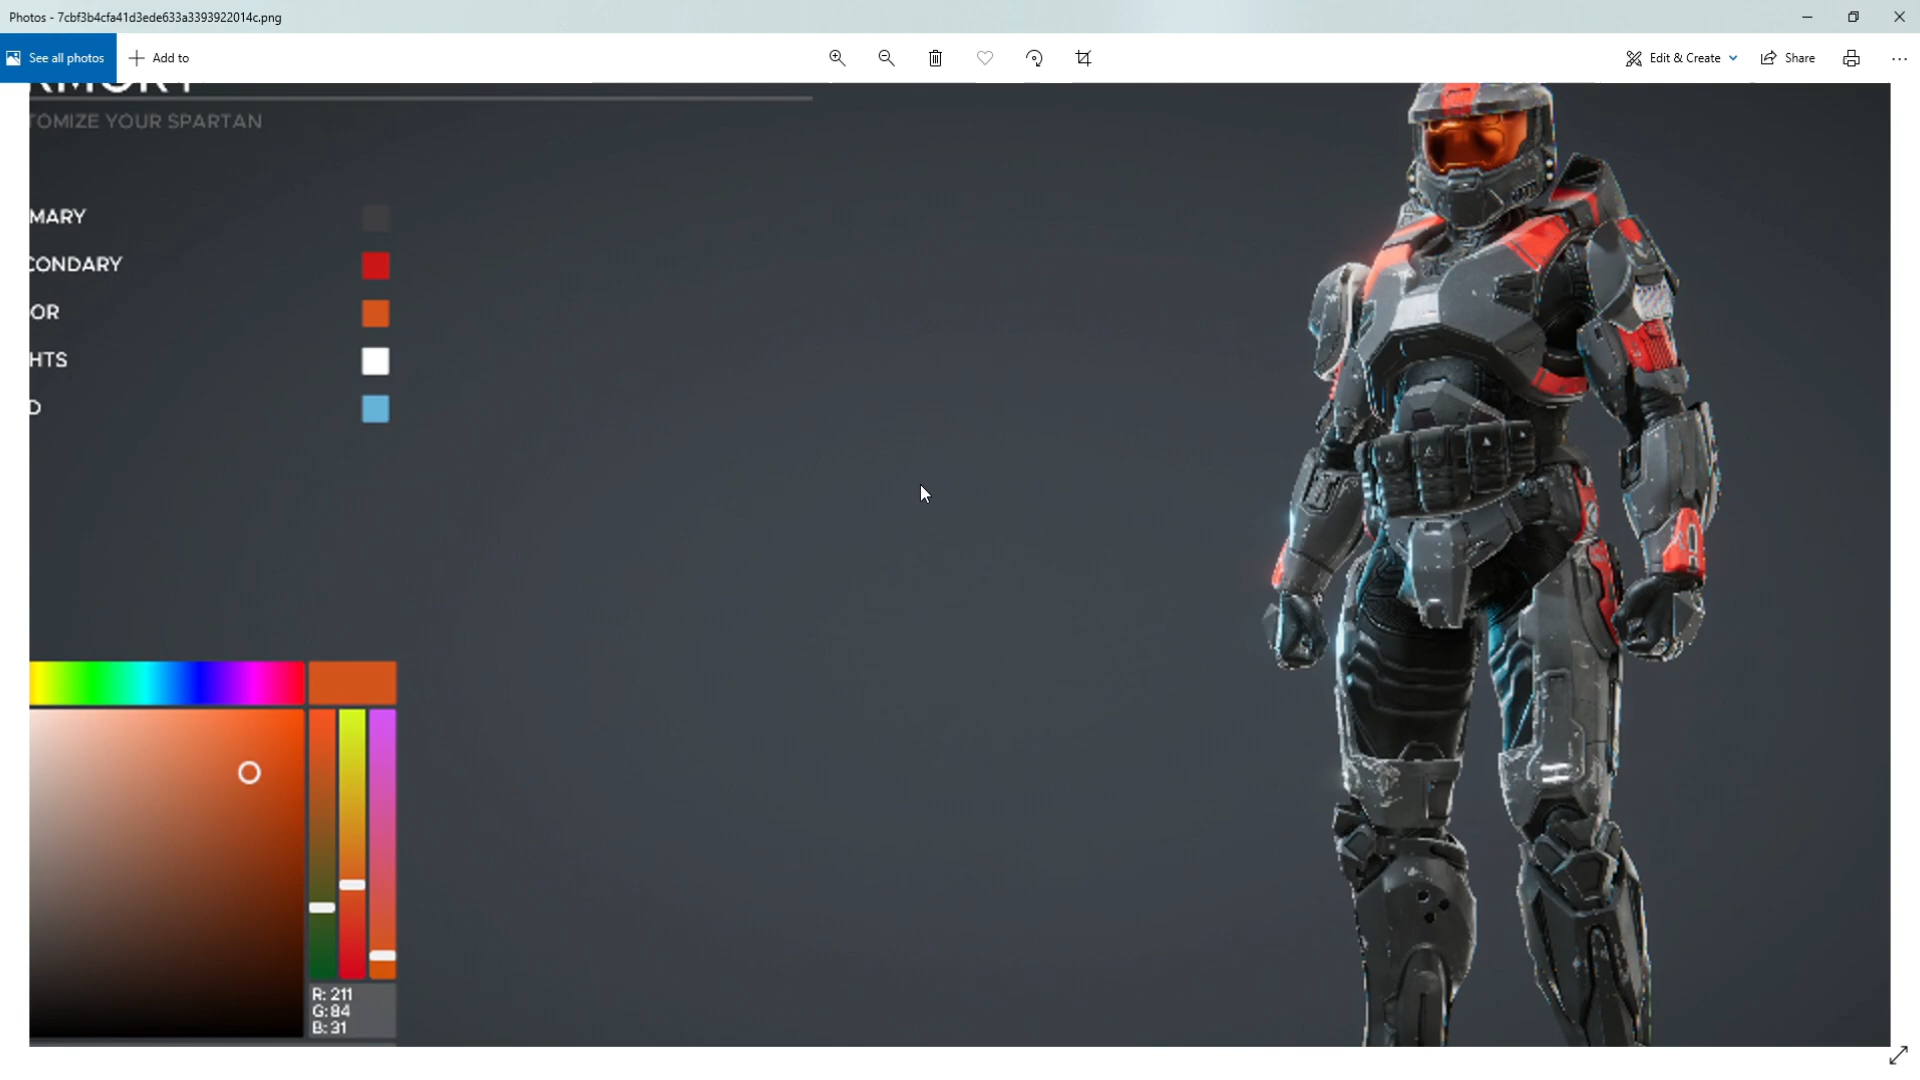 Photos - 7cbf3b4cfa41d3ede633a3393922014c.png
See all photos
Add to
Edit & Create
Share
RMORY
TOMIZE YOUR SPARTAN
MARY
CONDARY
OR
HTS
D
R: 211
G: 84
B: 31